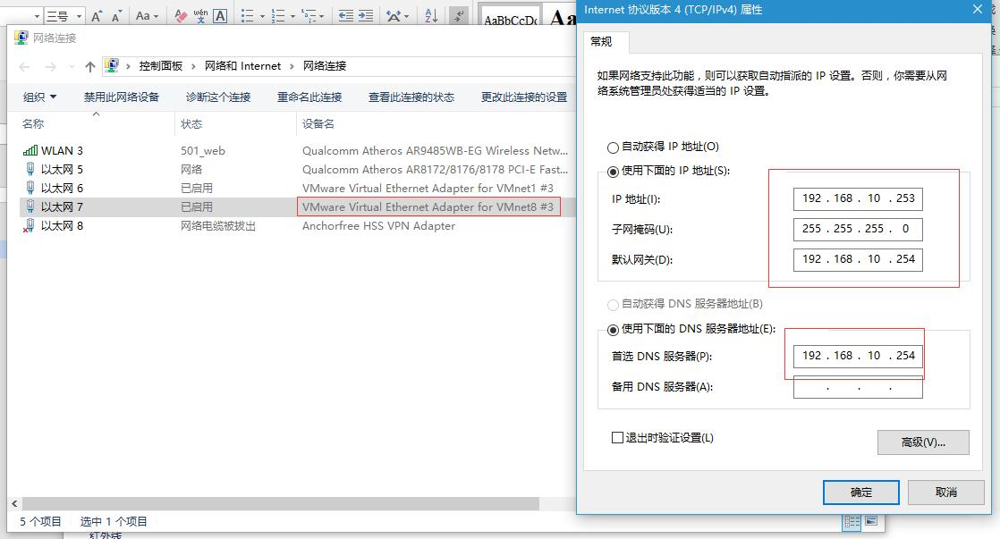 三号
Aa
wén
文
A
AaBbCcDc
Aa
网络连接
控制面板 > 网络和 Internet > 网络连接
组织 禁用此网络设备 诊断这个连接 重命名此连接 查看此连接的状态 更改此连接的设置
名称 状态 设备名
WLAN 3 501_web Qualcomm Atheros AR9485WB-EG Wireless Netw...
以太网 5 网络 Qualcomm Atheros AR8172/8176/8178 PCI-E Fast...
以太网 6 已启用 VMware Virtual Ethernet Adapter for VMnet1 #3
以太网 7 已启用 VMware Virtual Ethernet Adapter for VMnet8 #3
以太网 8 网络电缆被拔出 Anchorfree HSS VPN Adapter
5 个项目 选中 1 个项目
红外线
Internet 协议版本 4 (TCP/IPv4) 属性
常规
如果网络支持此功能，则可以获取自动指派的 IP 设置。否则，你需要从网
络系统管理员处获得适当的 IP 设置。
自动获得 IP 地址(O)
使用下面的 IP 地址(S):
IP 地址(I): 192 . 168 . 10 . 253
子网掩码(U): 255 . 255 . 255 . 0
默认网关(D): 192 . 168 . 10 . 254
自动获得 DNS 服务器地址(B)
使用下面的 DNS 服务器地址(E):
首选 DNS 服务器(P): 192 . 168 . 10 . 254
备用 DNS 服务器(A): . . .
退出时验证设置(L)
高级(V)...
确定 取消